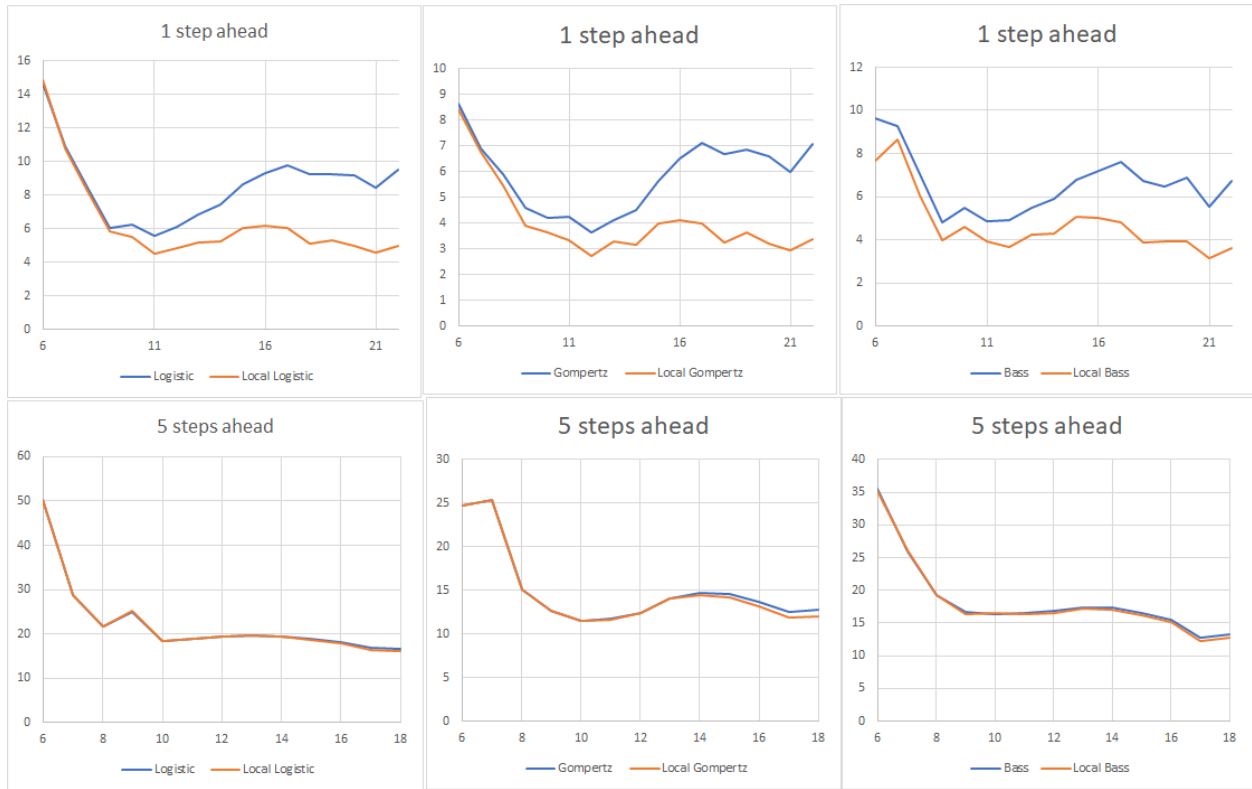 1 step ahead
16
14
12
10
8
6
4
2
0
6 11 16 21
Logistic Local Logistic
1 step ahead
10
9
8
7
6
5
4
3
2
1
0
6 11 16 21
Gompertz Local Gompertz
1 step ahead
12
10
8
6
4
2
0
6 11 16 21
Bass Local Bass
5 steps ahead
60
50
40
30
20
10
0
6 8 10 12 14 16 18
Logistic Local Logistic
5 steps ahead
30
25
20
15
10
5
0
6 8 10 12 14 16 18
Gompertz Local Gompertz
5 steps ahead
40
35
30
25
20
15
10
5
0
6 8 10 12 14 16 18
Bass Local Bass